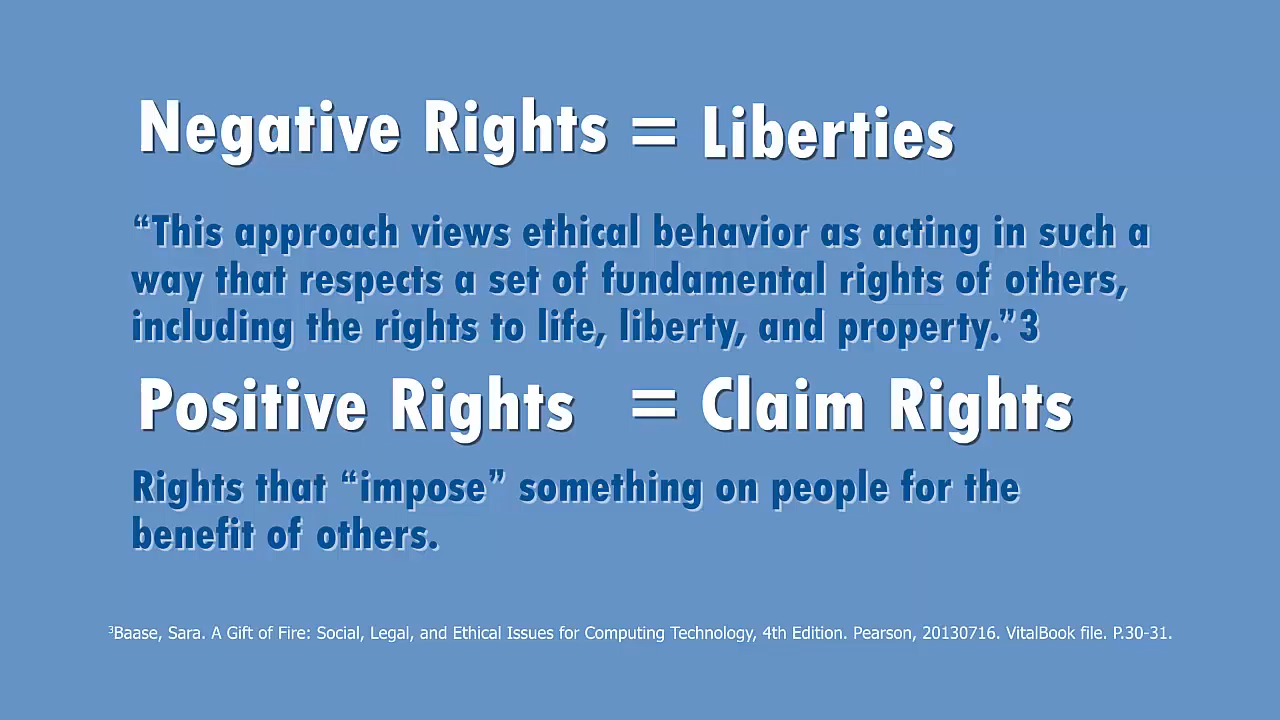 Negative Rights = Liberties
“This approach views ethical behavior as acting in such a
way that respects a set of fundamental rights of others,
including the rights to life, liberty, and property.”3
Positive Rights = Claim Rights
Rights that “impose” something on people for the
benefit of others.
³Baase, Sara. A Gift of Fire: Social, Legal, and Ethical Issues for Computing Technology, 4th Edition. Pearson, 20130716. VitalBook file. P.30-31.